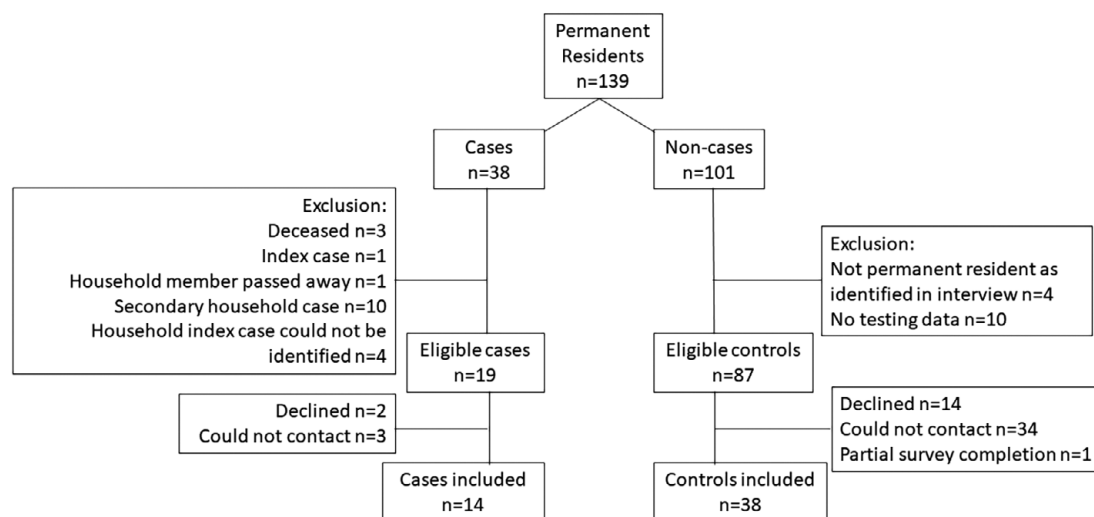 Permanent
Residents
n=139
Cases
n=38
Non-cases
n=101
Exclusion:
Deceased n=3
Index case n=1
Household member passed away n=1
Secondary household case n=10
Household index case could not be
identified n=4
Exclusion:
Not permanent resident as
identified in interview n=4
No testing data n=10
Eligible cases
n=19
Eligible controls
n=87
Declined n=2
Could not contact n=3
Declined n=14
Could not contact n=34
Partial survey completion n=1
Cases included
n=14
Controls included
n=38